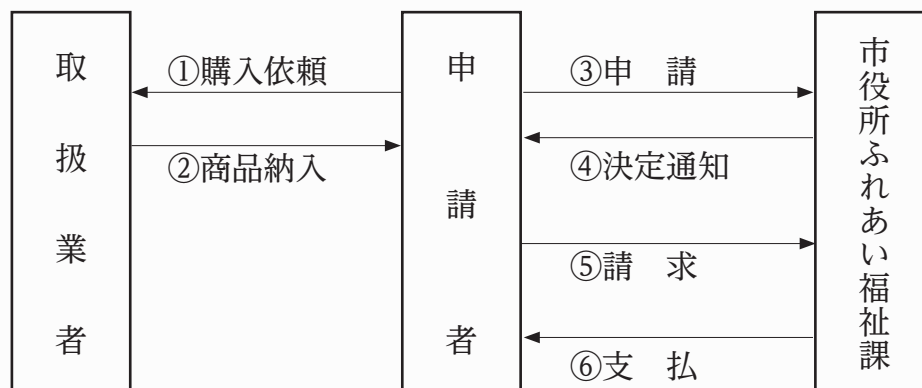 取扱業者
①購入依頼
②商品納入
申請者
③申　請
④決定通知
⑤請　求
⑥支　払
市役所ふれあい福祉課